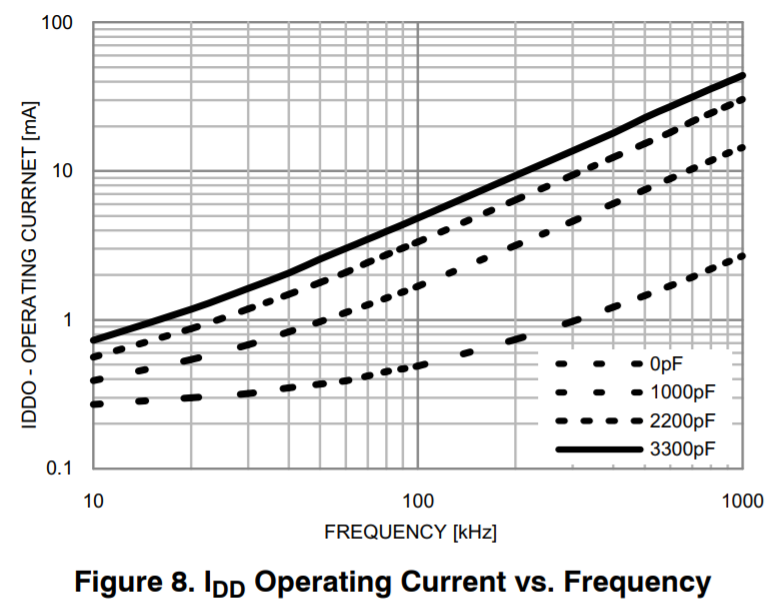 100
10
1
0.1
IDDO - OPERATING CURRNET [mA]
0pF
1000pF
2200pF
3300pF
10 100 1000
FREQUENCY [kHz]
Figure 8. IDD Operating Current vs. Frequency